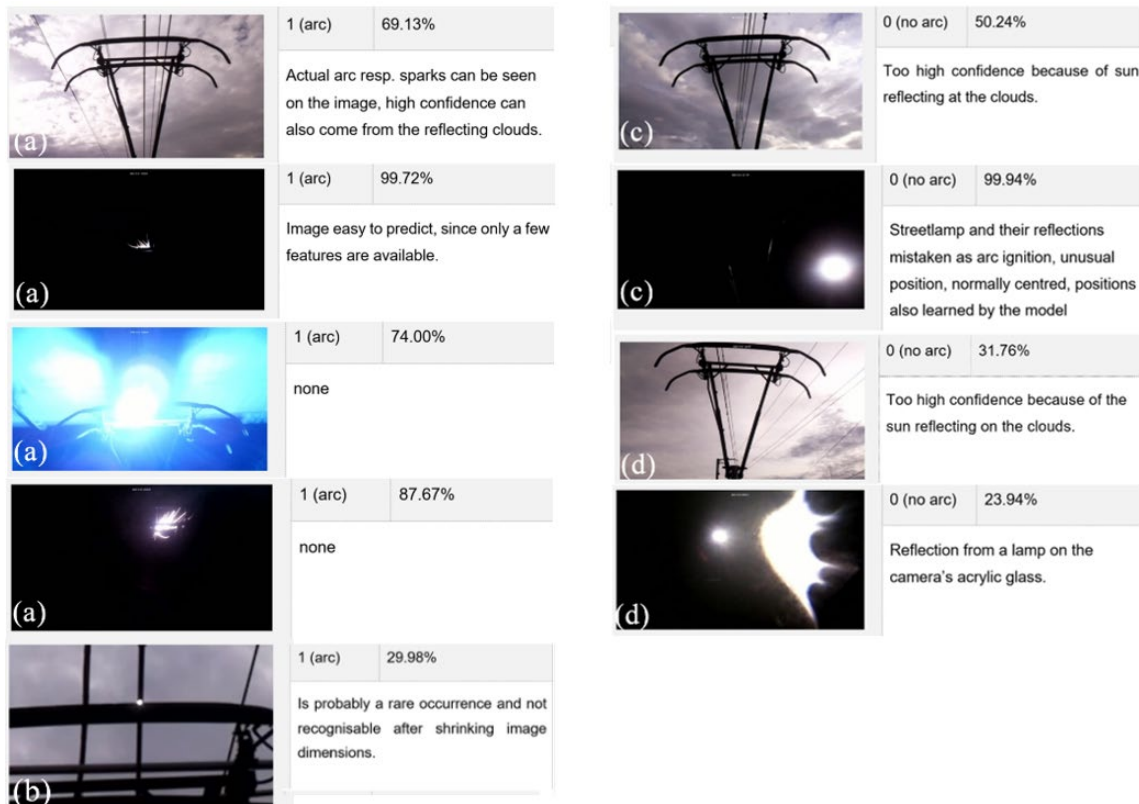 1 (arc) 69.13%
Actual arc resp. sparks can be seen
on the image, high confidence can
also come from the reflecting clouds.
(a)
1 (arc) 99.72%
Image easy to predict, since only a few
features are available.
(a)
1 (arc) 74.00%
none
(a)
1 (arc) 87.67%
none
(a)
1 (arc) 29.98%
Is probably a rare occurrence and not
recognisable after shrinking image
dimensions.
(b)
0 (no arc) 50.24%
Too high confidence because of sun
reflecting at the clouds.
(c)
0 (no arc) 99.94%
Streetlamp and their reflections
mistaken as arc ignition, unusual
position, normally centred, positions
also learned by the model
(c)
0 (no arc) 31.76%
Too high confidence because of the
sun reflecting on the clouds.
(d)
0 (no arc) 23.94%
Reflection from a lamp on the
camera's acrylic glass.
(d)